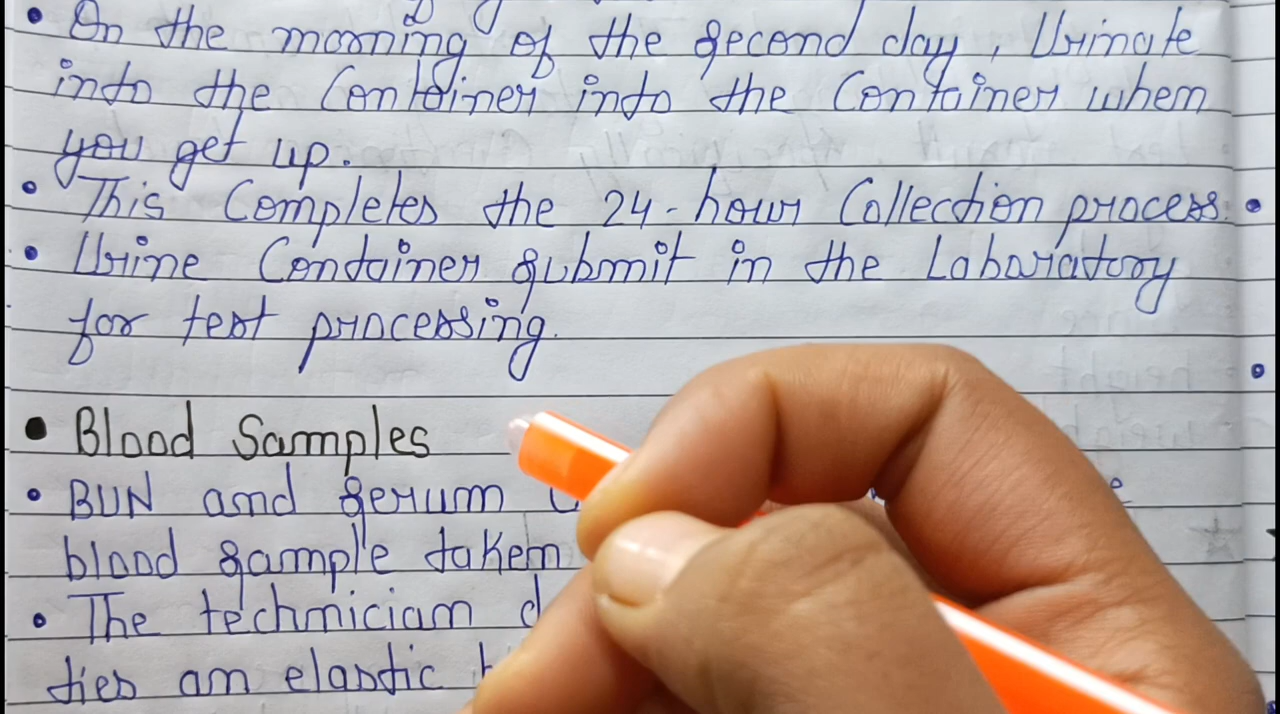 • On the morning of the second day, Urinate
into the Container into the Container when
you get up.
• This Completes the 24-hour Collection process.
• Urine Container submit in the Labaratory
for test processing.
• Blood Samples
• BUN and serum
blood sample taken
• The technician
ties an elastic